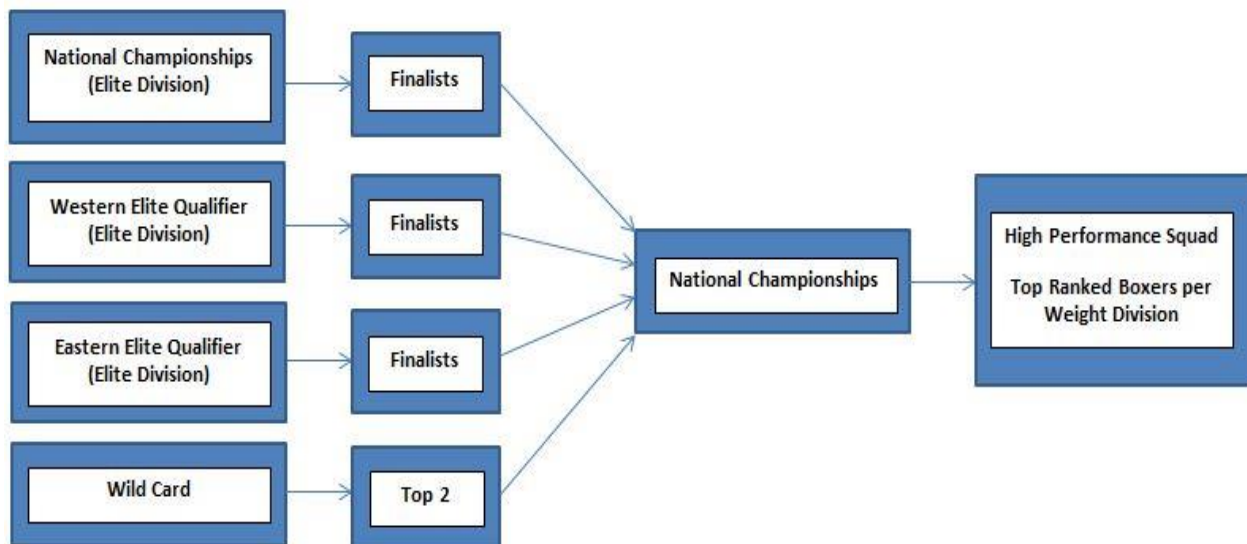 National Championships
(Elite Division)
Finalists
Western Elite Qualifier
(Elite Division)
Finalists
Eastern Elite Qualifier
(Elite Division)
Finalists
Wild Card
Top 2
National Championships
High Performance Squad
Top Ranked Boxers per
Weight Division